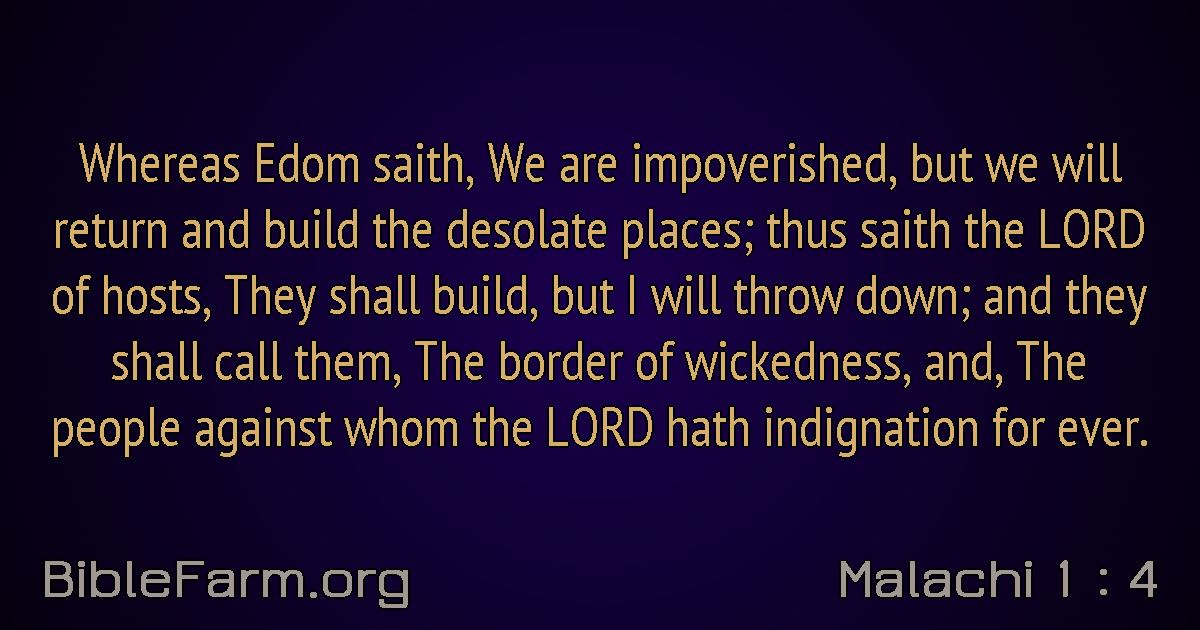 Whereas Edom saith, We are impoverished, but we will
return and build the desolate places; thus saith the LORD
of hosts, They shall build, but I will throw down; and they
shall call them, The border of wickedness, and, The
people against whom the LORD hath indignation for ever.
BibleFarm.org
Malachi 1 : 4